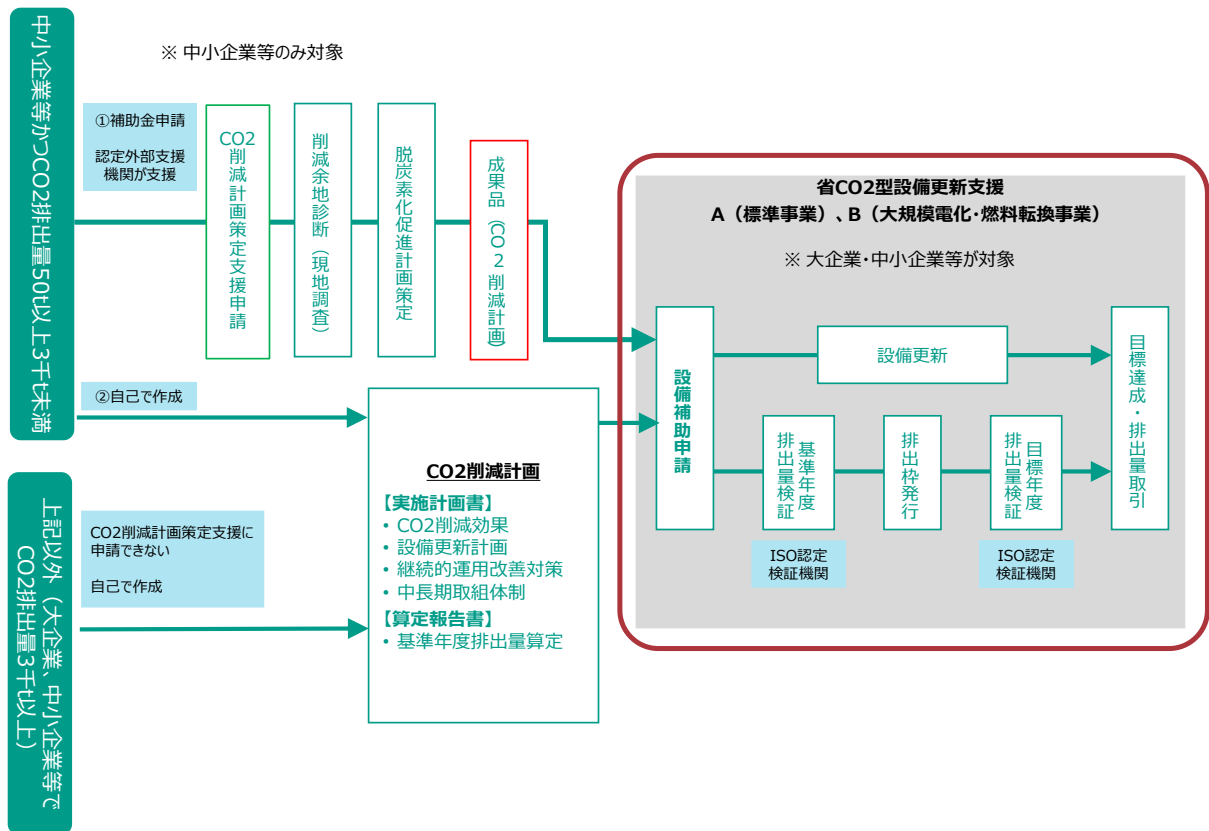 中小企業等かつCO2排出量50t以上3千t未満
※ 中小企業等のみ対象
①補助金申請
認定外部支援
機関が支援
CO2
削減計画策定支援申請
削減余地診断（現地調査）
脱炭素化促進計画策定
成果品（CO2削減計画）
②自己で作成
上記以外（大企業、中小企業等で
CO2排出量3千t以上）
CO2削減計画策定支援に
申請できない
自己で作成
CO2削減計画
【実施計画書】
・ CO2削減効果
・ 設備更新計画
・ 継続的運用改善対策
・ 中長期取組体制
【算定報告書】
・ 基準年度排出量算定
省CO2型設備更新支援
A（標準事業）、B（大規模電化・燃料転換事業）
※ 大企業・中小企業等が対象
設備補助申請
設備更新
基準年度
排出量検証
ISO認定
検証機関
排出枠発行
目標年度
排出量検証
ISO認定
検証機関
目標達成・排出量取引